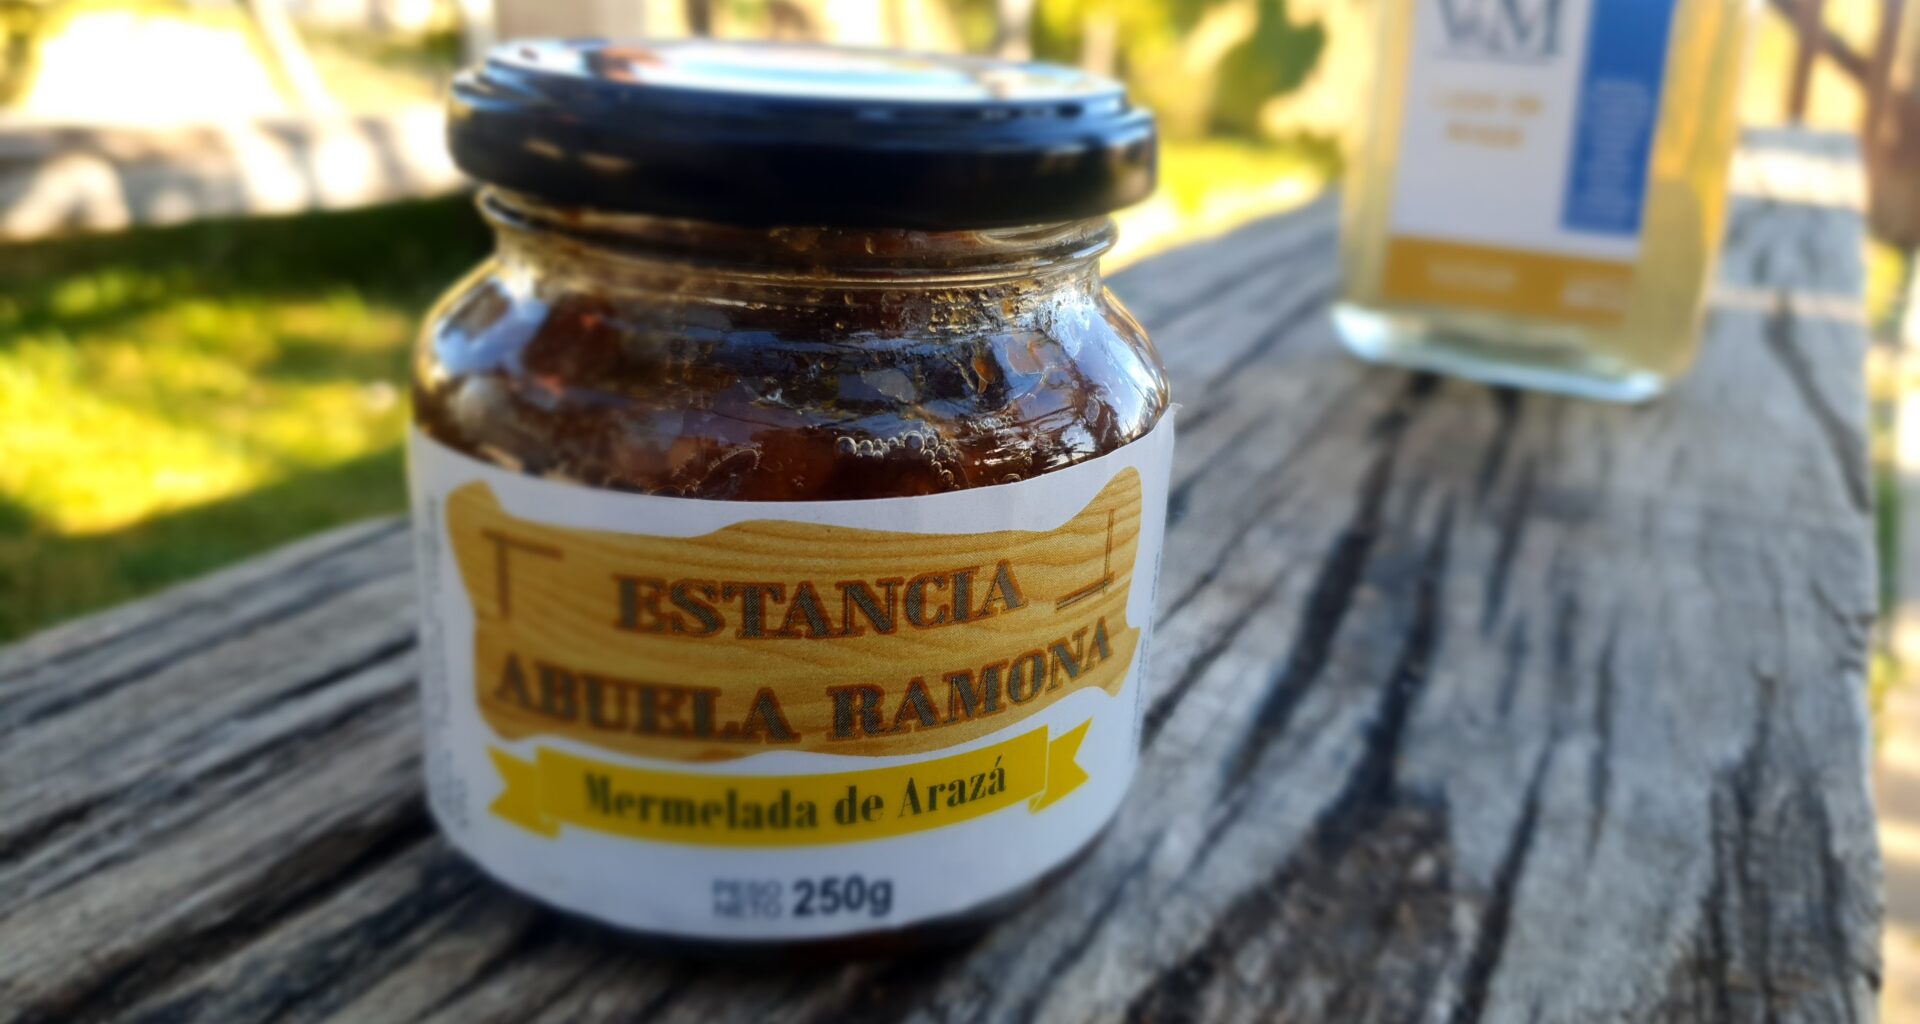 ESTANCIA
ABUELA RAMONA
Mermelada de Arazá
PESO
NETO 250g